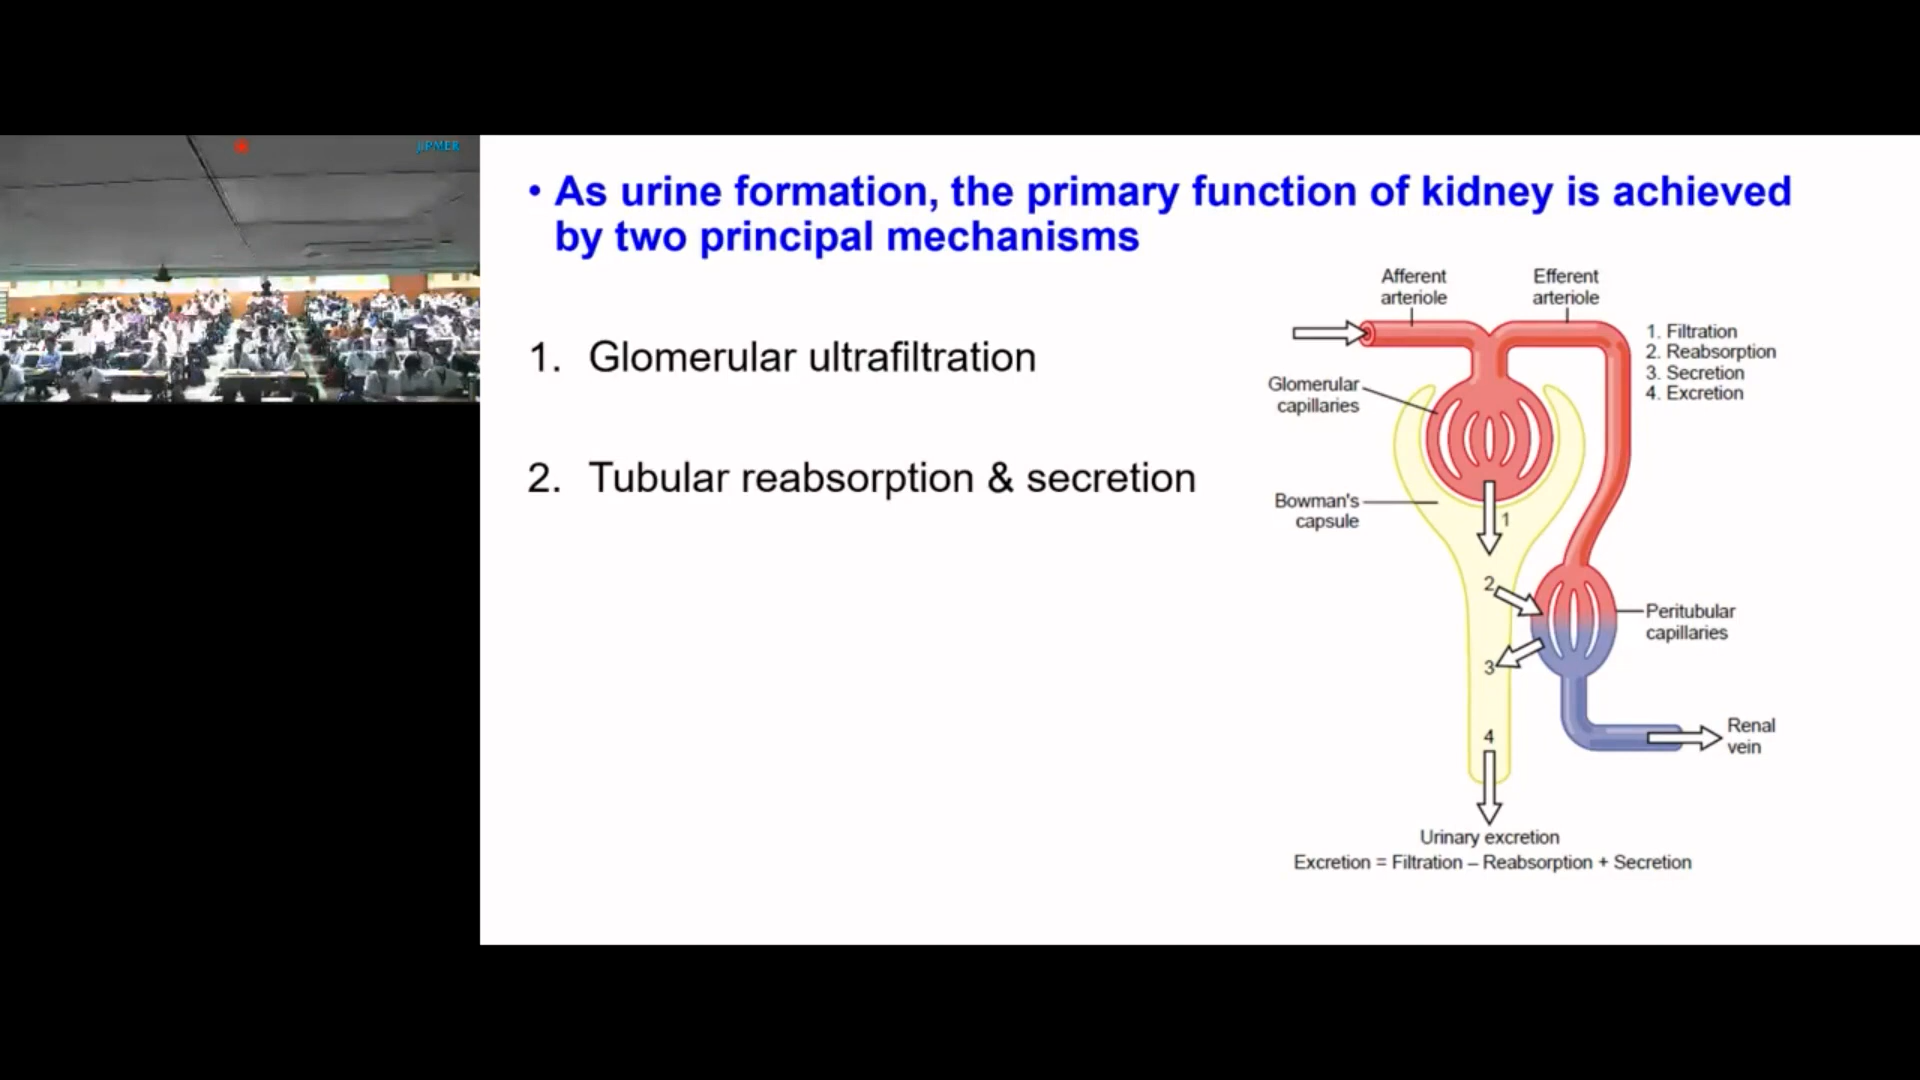 JIPMER
• As urine formation, the primary function of kidney is achieved
by two principal mechanisms
1. Glomerular ultrafiltration
2. Tubular reabsorption & secretion
Afferent
arteriole
Efferent
arteriole
1. Filtration
2. Reabsorption
3. Secretion
4. Excretion
Glomerular
capillaries
Bowman's
capsule
1
2
3
4
Peritubular
capillaries
Renal
vein
Urinary excretion
Excretion = Filtration – Reabsorption + Secretion